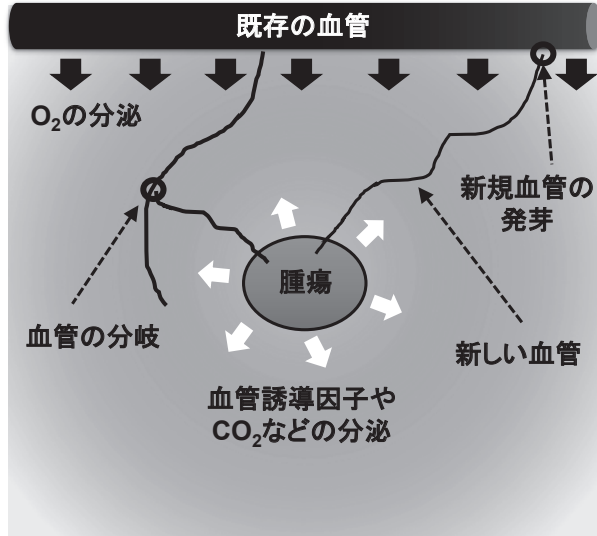 既存の血管
O₂の分泌
新規血管の
発芽
腫瘍
血管の分岐
新しい血管
血管誘導因子や
CO₂などの分泌